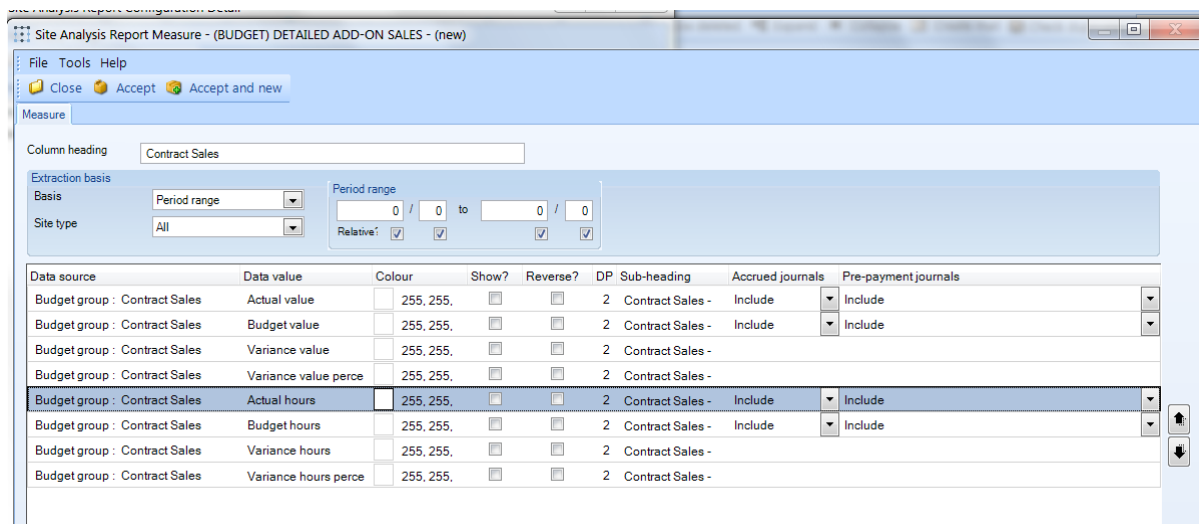 Site Analysis Report Configuration Detail
Site Analysis Report Measure - (BUDGET) DETAILED ADD-ON SALES - (new)
File Tools Help
Close Accept Accept and new
Measure
Column heading Contract Sales
Extraction basis
Basis Period range Period range
0 / 0 to 0 / 0
Site type All
Relative?
Data source Data value Colour Show? Reverse? DP Sub-heading Accrued journals Pre-payment journals
Budget group : Contract Sales Actual value 255, 255, 2 Contract Sales - Include Include
Budget group : Contract Sales Budget value 255, 255, 2 Contract Sales - Include Include
Budget group : Contract Sales Variance value 255, 255, 2 Contract Sales -
Budget group : Contract Sales Variance value perce 255, 255, 2 Contract Sales -
Budget group : Contract Sales Actual hours 255, 255, 2 Contract Sales - Include Include
Budget group : Contract Sales Budget hours 255, 255, 2 Contract Sales - Include Include
Budget group : Contract Sales Variance hours 255, 255, 2 Contract Sales -
Budget group : Contract Sales Variance hours perce 255, 255, 2 Contract Sales -